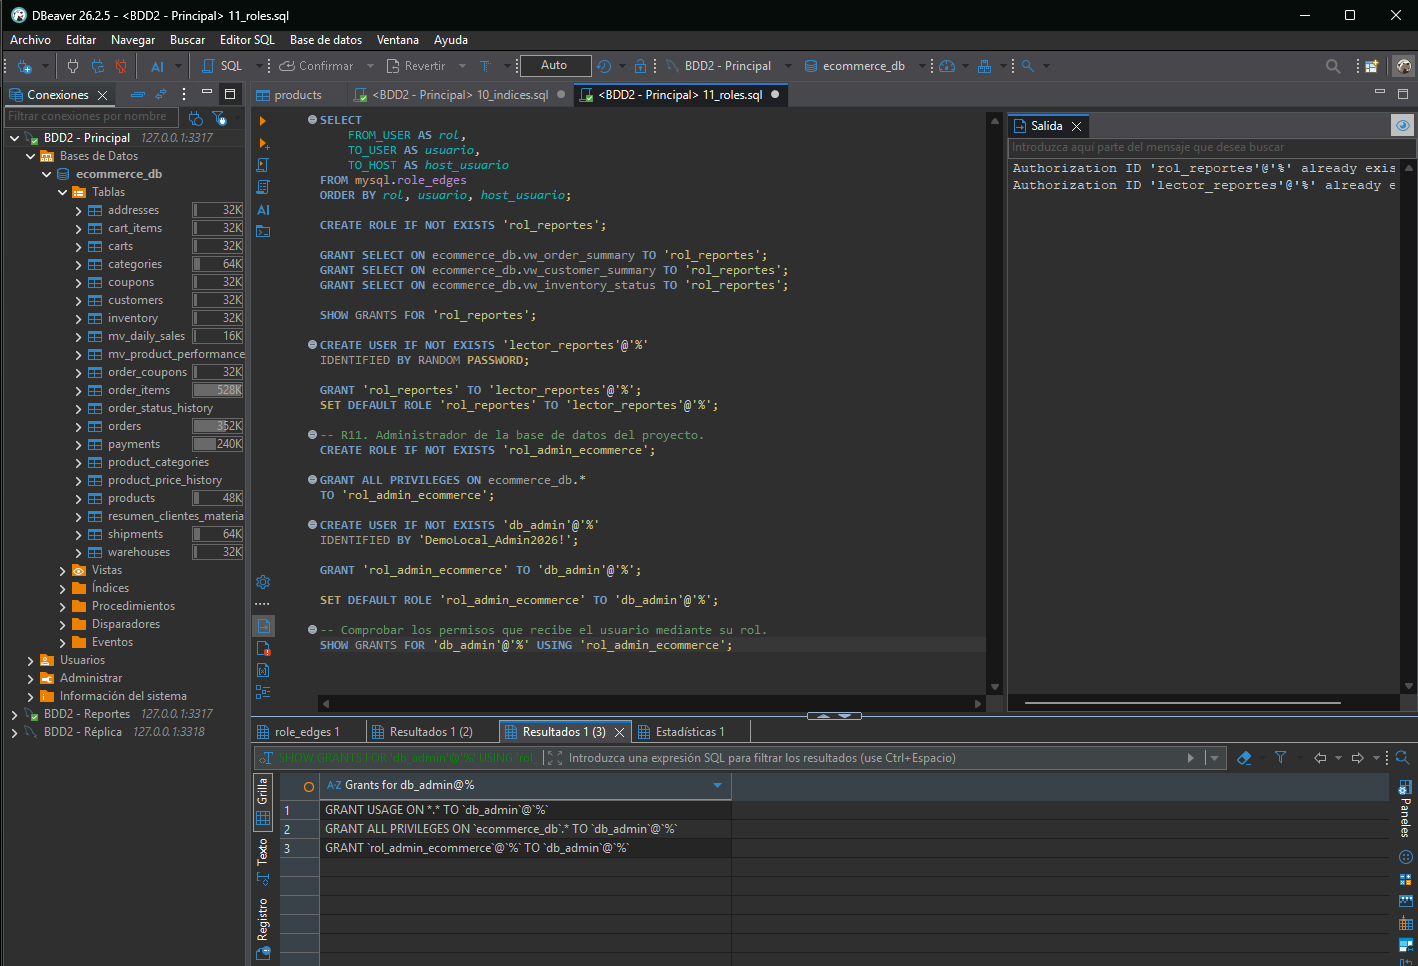 DBeaver 26.2.5 - <BDD2 - Principal> 11_roles.sql
Archivo Editar Navegar Buscar Editor SQL Base de datos Ventana Ayuda
AI SQL Confirmar Revertir T Auto BDD2 - Principal ecommerce_db
Conexiones
products <BDD2 - Principal> 10_indices.sql <BDD2 - Principal> 11_roles.sql
Filtrar conexiones por nombre
BDD2 - Principal 127.0.0.1:3317
Bases de Datos
ecommerce_db
Tablas
addresses 32K
cart_items 32K
carts 32K
categories 64K
coupons 32K
customers 32K
inventory 32K
mv_daily_sales 16K
mv_product_performance
order_coupons 32K
order_items 528K
order_status_history
orders 352K
payments 240K
product_categories
product_price_history
products 48K
resumen_clientes_materia
shipments 64K
warehouses 32K
Vistas
Índices
Procedimientos
Disparadores
Eventos
Usuarios
Administrar
Información del sistema
BDD2 - Reportes 127.0.0.1:3317
BDD2 - Réplica 127.0.0.1:3318
AI
SELECT
FROM_USER AS rol,
TO_USER AS usuario,
TO_HOST AS host_usuario
FROM mysql.role_edges
ORDER BY rol, usuario, host_usuario;
CREATE ROLE IF NOT EXISTS 'rol_reportes';
GRANT SELECT ON ecommerce_db.vw_order_summary TO 'rol_reportes';
GRANT SELECT ON ecommerce_db.vw_customer_summary TO 'rol_reportes';
GRANT SELECT ON ecommerce_db.vw_inventory_status TO 'rol_reportes';
SHOW GRANTS FOR 'rol_reportes';
CREATE USER IF NOT EXISTS 'lector_reportes'@'%'
IDENTIFIED BY RANDOM PASSWORD;
GRANT 'rol_reportes' TO 'lector_reportes'@'%';
SET DEFAULT ROLE 'rol_reportes' TO 'lector_reportes'@'%';
-- R11. Administrador de la base de datos del proyecto.
CREATE ROLE IF NOT EXISTS 'rol_admin_ecommerce';
GRANT ALL PRIVILEGES ON ecommerce_db.*
TO 'rol_admin_ecommerce';
CREATE USER IF NOT EXISTS 'db_admin'@'%'
IDENTIFIED BY 'DemoLocal_Admin2026!';
GRANT 'rol_admin_ecommerce' TO 'db_admin'@'%';
SET DEFAULT ROLE 'rol_admin_ecommerce' TO 'db_admin'@'%';
-- Comprobar los permisos que recibe el usuario mediante su rol.
SHOW GRANTS FOR 'db_admin'@'%' USING 'rol_admin_ecommerce';
Salida
Introduzca aquí parte del mensaje que desea buscar
Authorization ID 'rol_reportes'@'%' already exis
Authorization ID 'lector_reportes'@'%' already e
role_edges 1 Resultados 1 (2) Resultados 1 (3) Estadísticas 1
SHOW GRANTS FOR 'db_admin'@'%' USING 'rol_ Introduzca una expresión SQL para filtrar los resultados (use Ctrl+Espacio)
Grilla
Texto
Registro
A-Z Grants for db_admin@%
1 GRANT USAGE ON *.* TO `db_admin`@`%`
2 GRANT ALL PRIVILEGES ON `ecommerce_db`.* TO `db_admin`@`%`
3 GRANT `rol_admin_ecommerce`@`%` TO `db_admin`@`%`
Paneles